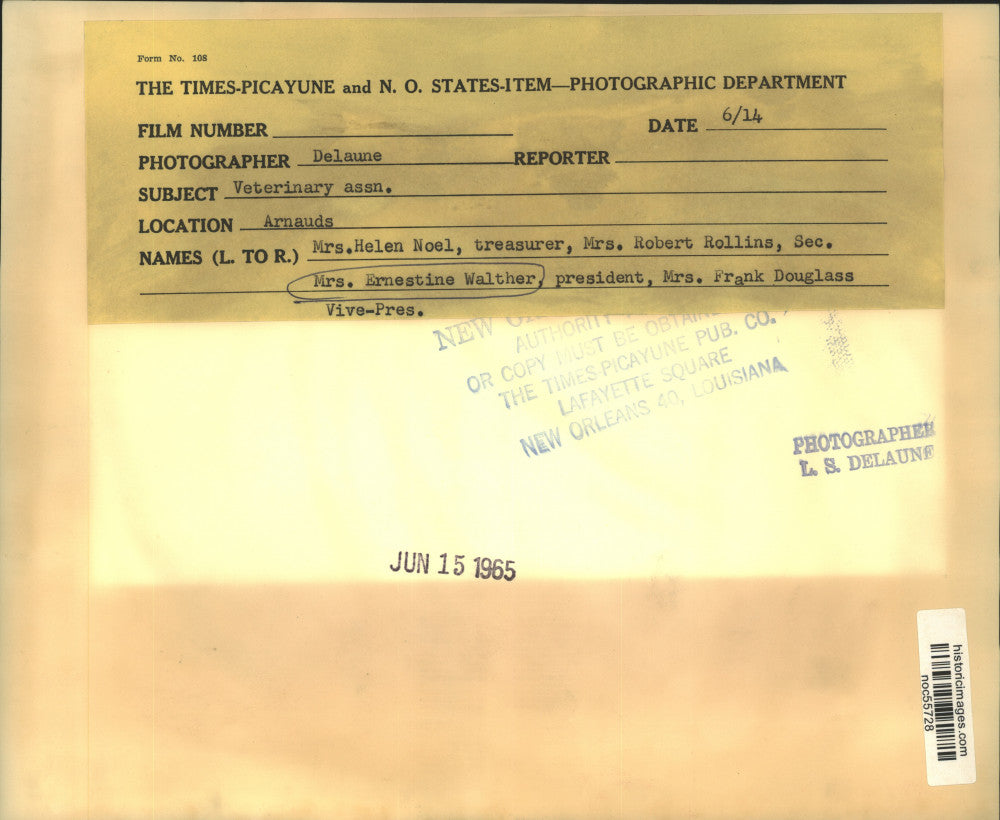 Form No. 108
THE TIMES-PICAYUNE and N. O. STATES-ITEM—PHOTOGRAPHIC DEPARTMENT
FILM NUMBER
DATE 6/14
PHOTOGRAPHER Delaune REPORTER
SUBJECT Veterinary assn.
LOCATION Arnauds
NAMES (L. TO R.) Mrs.Helen Noel, treasurer, Mrs. Robert Rollins, Sec.
Mrs. Ernestine Walther, president, Mrs. Frank Douglass
Vive-Pres.
NEW
AUTHORITY
OR COPY MUST BE OBTAIN
THE TIMES-PICAYUNE PUB. CO.
LAFAYETTE SQUARE
NEW ORLEANS 40, LOUISIANA
PHOTOGRAPHER
L. S. DELAUNE
JUN 15 1965
historicimages.com
noc55728